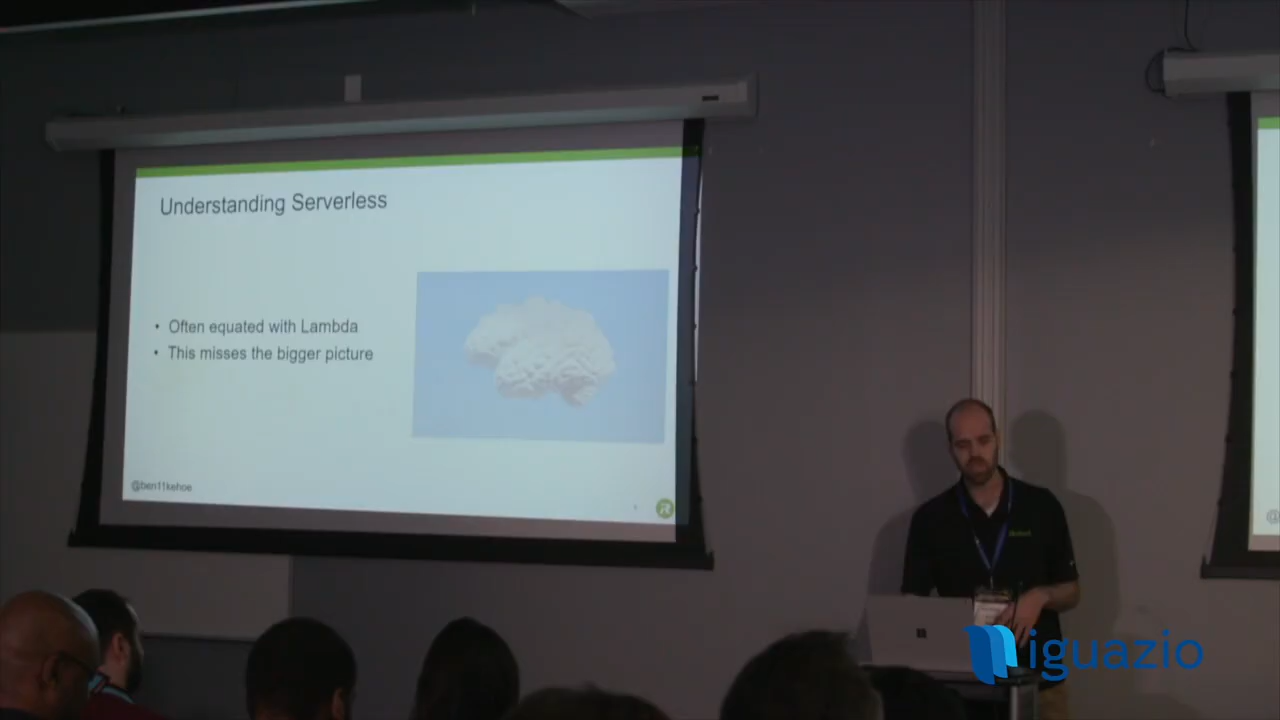 Understanding Serverless
• Often equated with Lambda
• This misses the bigger picture
@ben11kehoe
iguazio